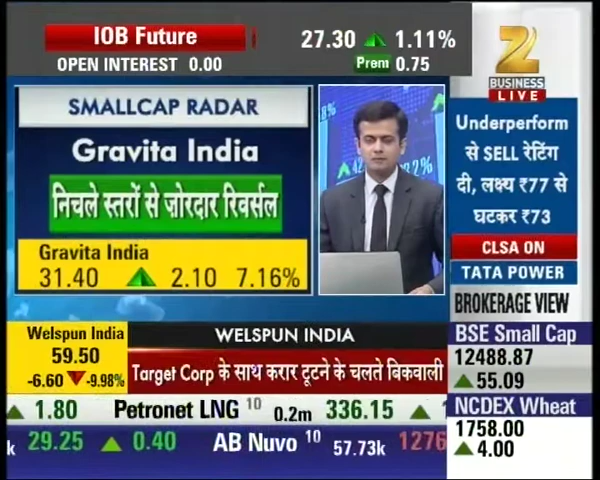 IOB Future
27.30 1.11%
OPEN INTEREST 0.00
Prem 0.75
Z
BUSINESS
LIVE
SMALLCAP RADAR
Gravita India
निचले स्तरों से जोरदार रिवर्सल
Gravita India
31.40 2.10 7.16%
Underperform
से SELL रेटिंग
दी, लक्ष्य ₹77 से
घटकर ₹73
CLSA ON
TATA POWER
BROKERAGE VIEW
Welspun India
59.50
-6.60 -9.98%
WELSPUN INDIA
Target Corp के साथ करार टूटने के चलते बिकवाली
BSE Small Cap
12488.87
55.09
1.80 Petronet LNG 10 0.2m 336.15
k 29.25 0.40 AB Nuvo 10 57.73k 1276
NCDEX Wheat
1758.00
4.00